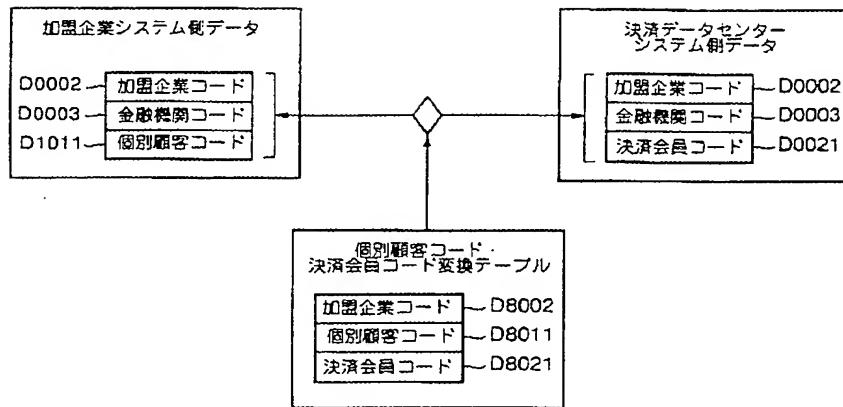 加盟企業システム側データ
D0002 加盟企業コード
D0003 金融機関コード
D1011 個別顧客コード
決済データセンター
システム側データ
加盟企業コード D0002
金融機関コード D0003
決済会員コード D0021
個別顧客コード・
決済会員コード変換テーブル
加盟企業コード D8002
個別顧客コード D8011
決済会員コード D8021